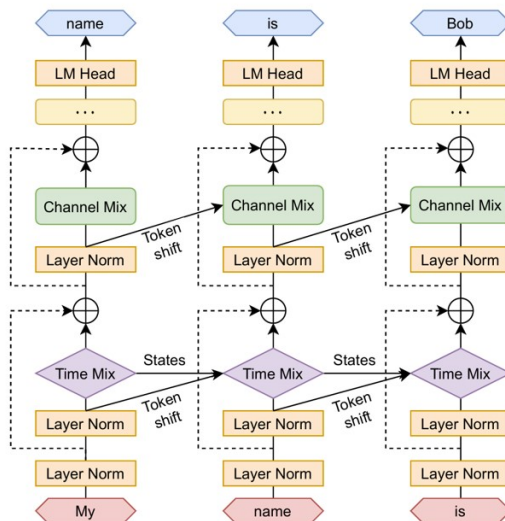 name is Bob
LM Head LM Head LM Head
... ... ...
Channel Mix Channel Mix Channel Mix
Token shift Token shift
Layer Norm Layer Norm Layer Norm
States States
Time Mix Time Mix Time Mix
Token shift Token shift
Layer Norm Layer Norm Layer Norm
Layer Norm Layer Norm Layer Norm
My name is